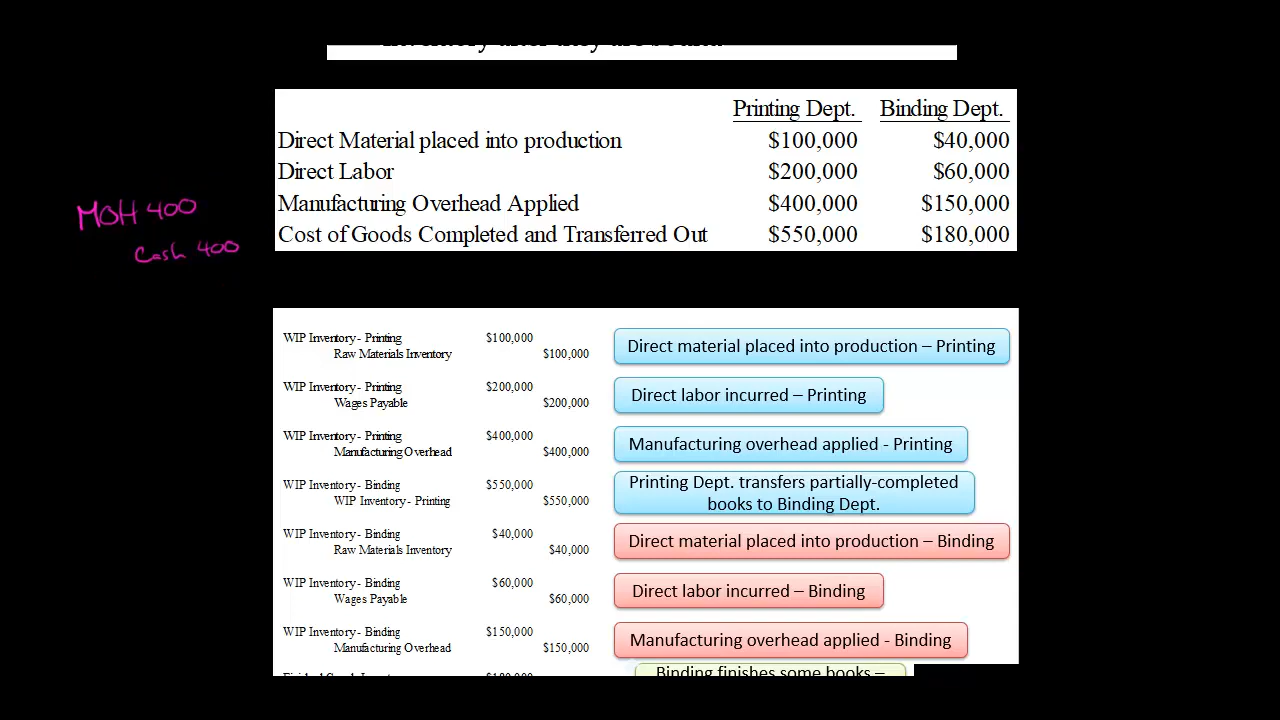 Inventory after they are bound.
Printing Dept. Binding Dept.
Direct Material placed into production $100,000 $40,000
Direct Labor $200,000 $60,000
Manufacturing Overhead Applied $400,000 $150,000
Cost of Goods Completed and Transferred Out $550,000 $180,000
MOH 400
Cash 400
WIP Inventory - Printing $100,000
Raw Materials Inventory $100,000
Direct material placed into production – Printing
WIP Inventory - Printing $200,000
Wages Payable $200,000
Direct labor incurred – Printing
WIP Inventory - Printing $400,000
Manufacturing Overhead $400,000
Manufacturing overhead applied - Printing
WIP Inventory - Binding $550,000
WIP Inventory - Printing $550,000
Printing Dept. transfers partially-completed
books to Binding Dept.
WIP Inventory - Binding $40,000
Raw Materials Inventory $40,000
Direct material placed into production – Binding
WIP Inventory - Binding $60,000
Wages Payable $60,000
Direct labor incurred – Binding
WIP Inventory - Binding $150,000
Manufacturing Overhead $150,000
Manufacturing overhead applied - Binding
Binding finishes some books –